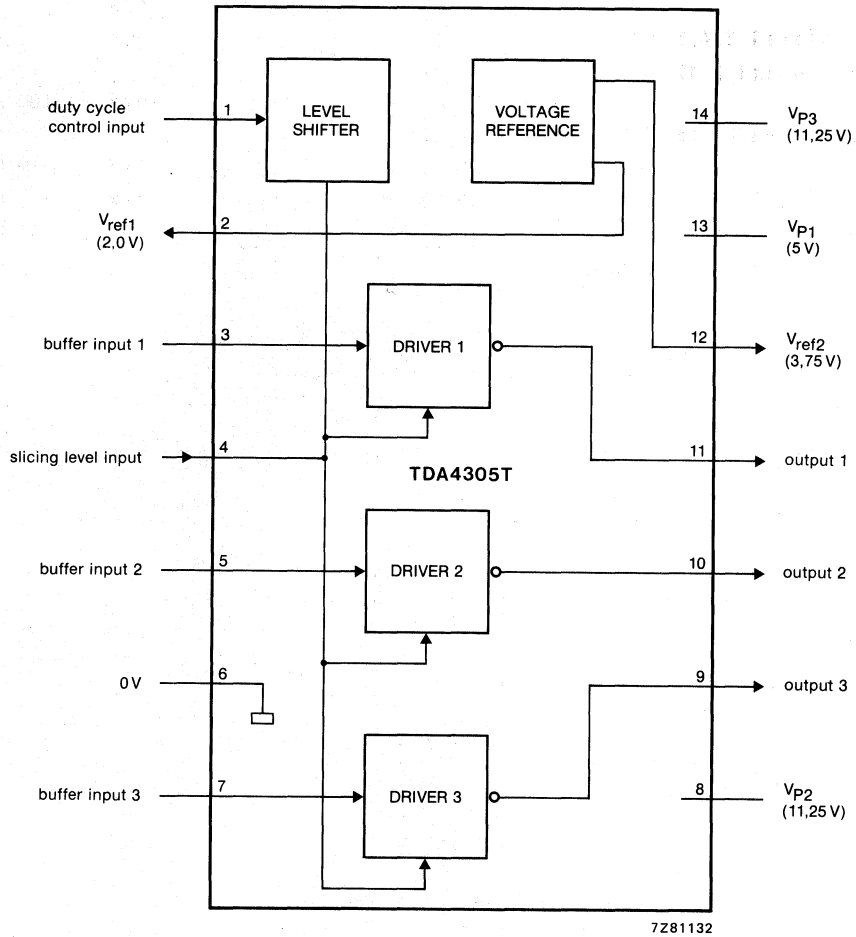 duty cycle
control input
1
LEVEL
SHIFTER
VOLTAGE
REFERENCE
14
VP3
(11,25 V)
Vref1
(2,0 V)
2
13
VP1
(5 V)
buffer input 1
3
DRIVER 1
12
Vref2
(3,75 V)
slicing level input
4
11
output 1
TDA4305T
buffer input 2
5
DRIVER 2
10
output 2
0 V
6
9
output 3
buffer input 3
7
DRIVER 3
8
VP2
(11,25 V)
7Z81132